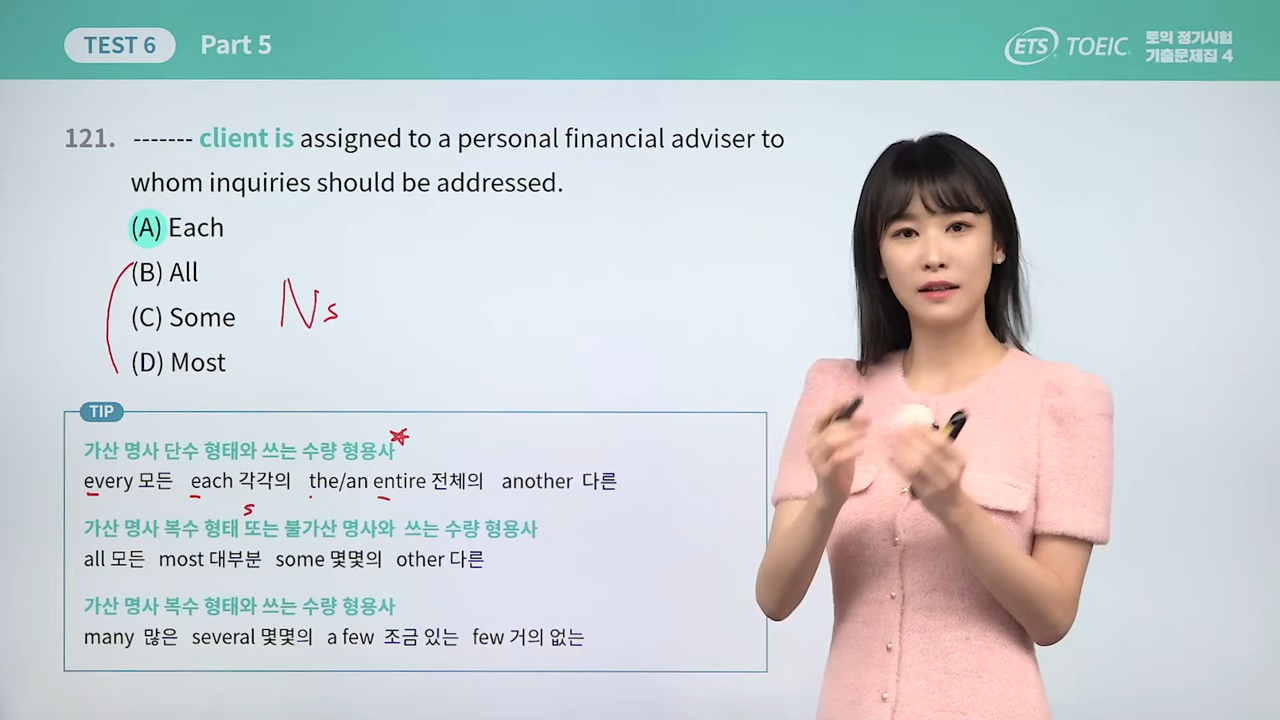 TEST 6 Part 5
ETS TOEIC 토익 정기시험
기출문제집 4
121. ------- client is assigned to a personal financial adviser to
whom inquiries should be addressed.
(A) Each
(B) All
(C) Some
(D) Most
Ns
TIP
가산 명사 단수 형태와 쓰는 수량 형용사
every 모든 each 각각의 the/an entire 전체의 another 다른
s
가산 명사 복수 형태 또는 불가산 명사와 쓰는 수량 형용사
all 모든 most 대부분 some 몇몇의 other 다른
가산 명사 복수 형태와 쓰는 수량 형용사
many 많은 several 몇몇의 a few 조금 있는 few 거의 없는